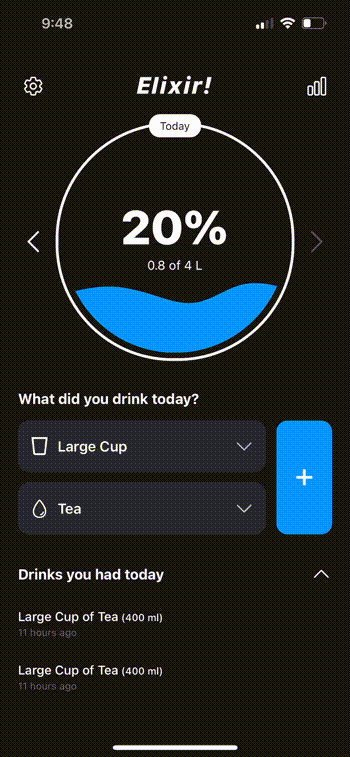 9:48
Elixir!
Today
20%
0.8 of 4 L
What did you drink today?
Large Cup
+
Tea
Drinks you had today
Large Cup of Tea (400 ml)
11 hours ago
Large Cup of Tea (400 ml)
11 hours ago